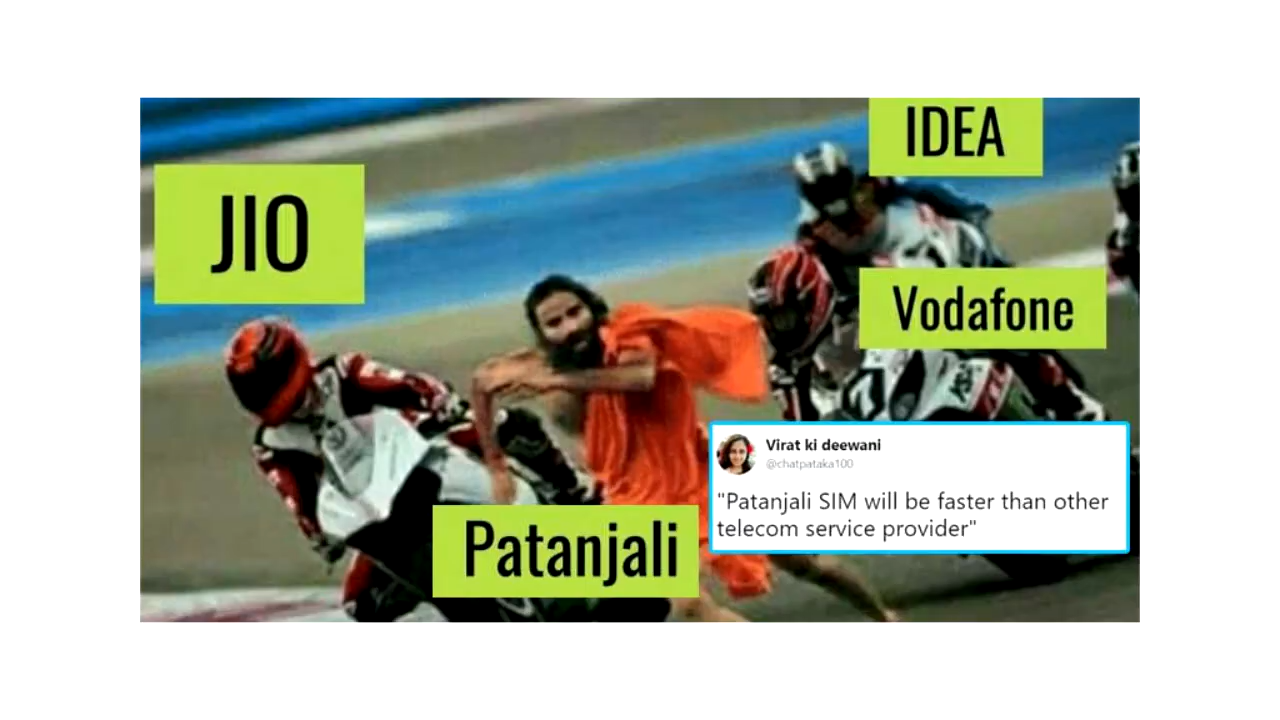 IDEA
JIO
Vodafone
Virat ki deewani
@chatpataka100
"Patanjali SIM will be faster than other
telecom service provider"
Patanjali